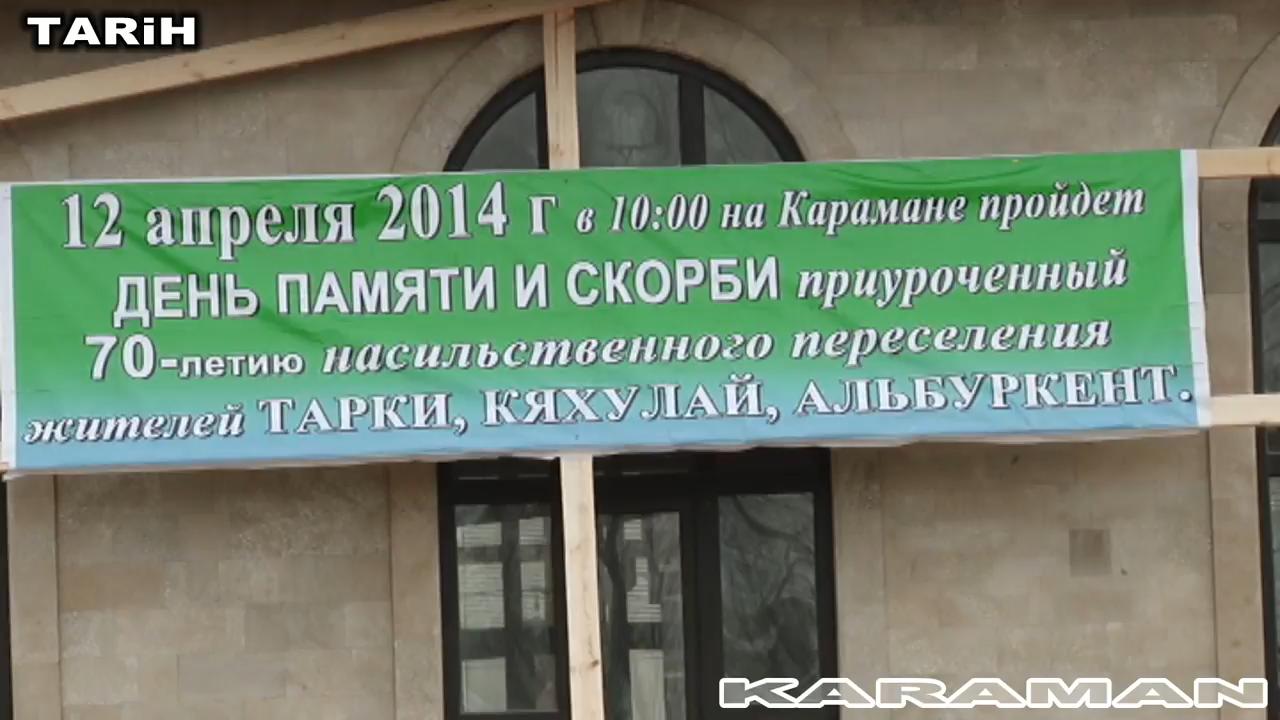 TARiH
12 апреля 2014 г в 10:00 на Карамане пройдет
ДЕНЬ ПАМЯТИ И СКОРБИ приуроченный
70-летию насильственного переселения
жителей ТАРКИ, КЯХУЛАЙ, АЛЬБУРКЕНТ.
KARAMAN